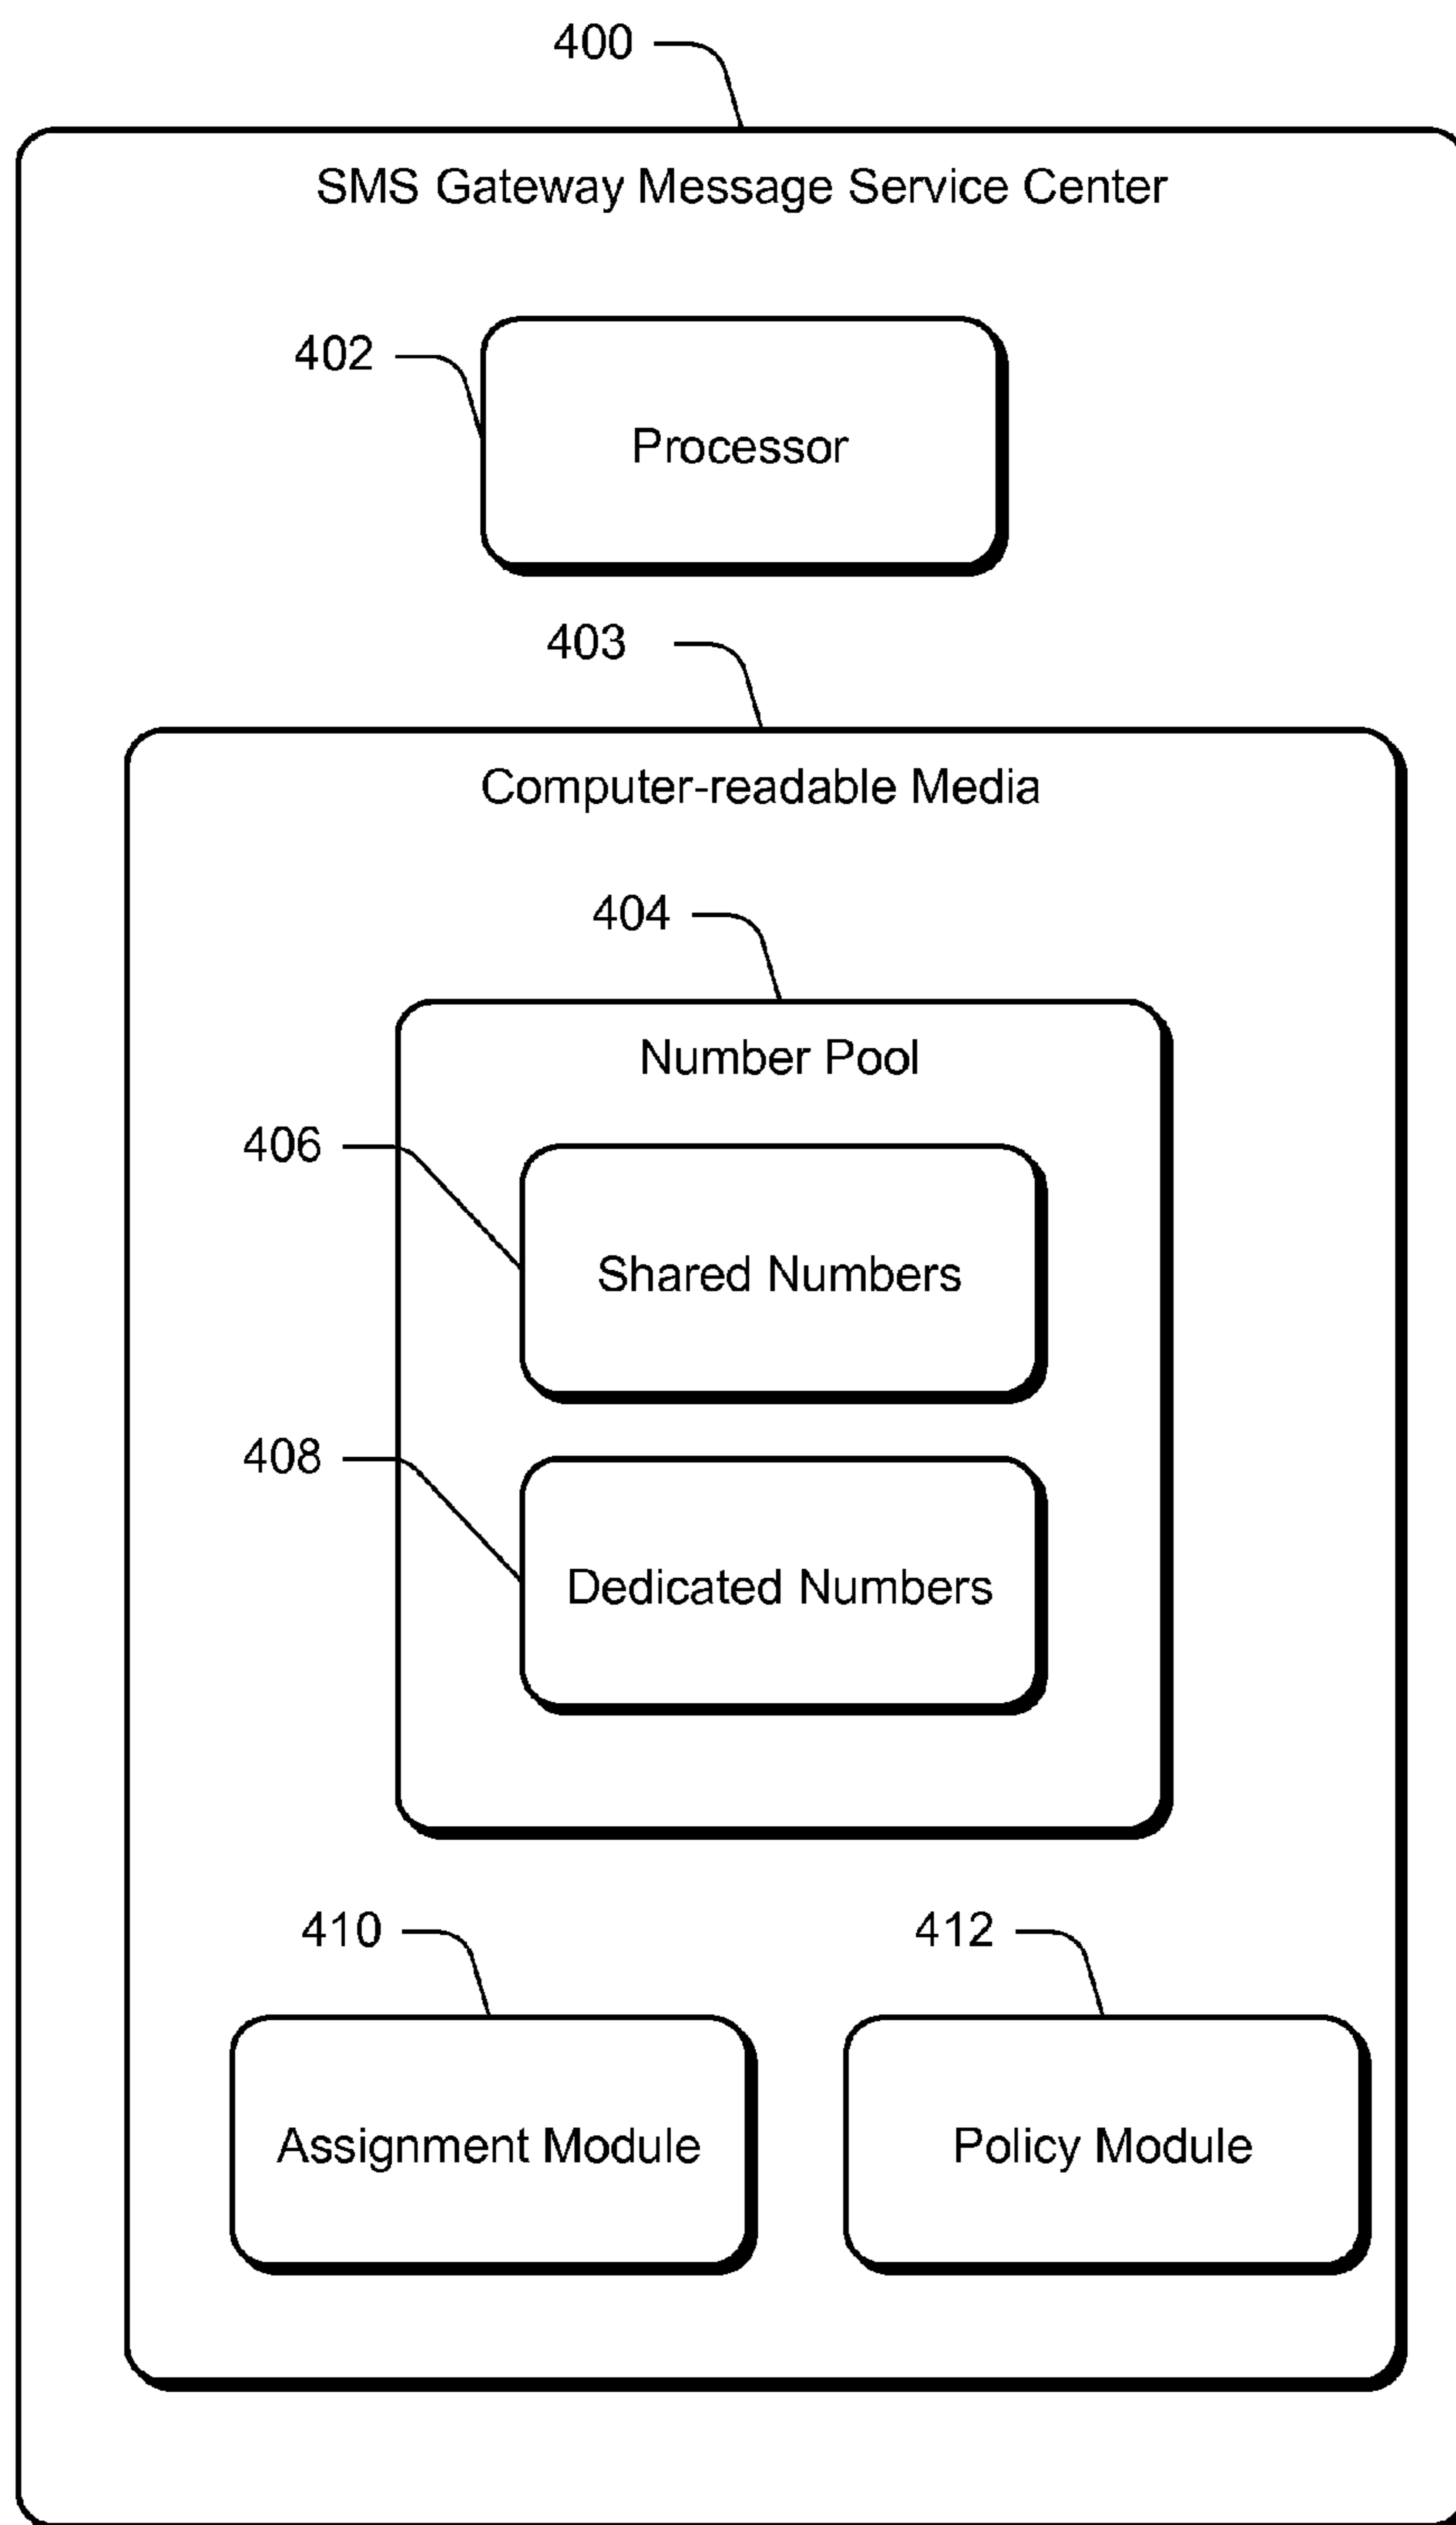 400
SMS Gateway Message Service Center
402
Processor
403
Computer-readable Media
404
Number Pool
406
Shared Numbers
408
Dedicated Numbers
410
412
Assignment Module
Policy Module